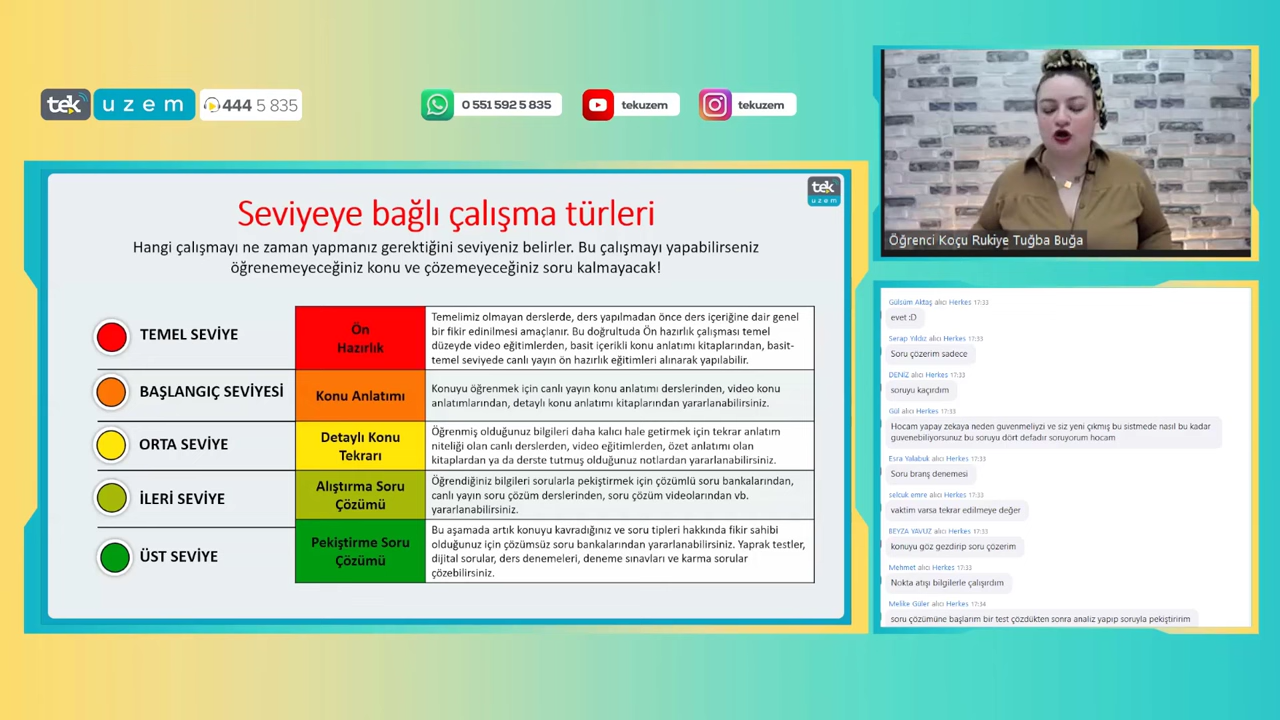 tek
uzem
444 5 835
0 551 592 5 835
tekuzem
tekuzem
tek
uzem
Seviyeye bağlı çalışma türleri
Hangi çalışmayı ne zaman yapmanız gerektiğini seviyeniz belirler. Bu çalışmayı yapabilirseniz
öğrenemeyeceğiniz konu ve çözemeyeceğiniz soru kalmayacak!
TEMEL SEVİYE
Ön
Hazırlık
Temelimiz olmayan derslerde, ders yapılmadan önce ders içeriğine dair genel
bir fikir edinilmesi amaçlanır. Bu doğrultuda Ön hazırlık çalışması temel
düzeyde video eğitimlerden, basit içerikli konu anlatımı kitaplarından, basit-
temel seviyede canlı yayın ön hazırlık eğitimleri alınarak yapılabilir.
BAŞLANGIÇ SEVİYESİ
Konu Anlatımı
Konuyu öğrenmek için canlı yayın konu anlatımı derslerinden, video konu
anlatımlarından, detaylı konu anlatımı kitaplarından yararlanabilirsiniz.
ORTA SEVİYE
Detaylı Konu
Tekrarı
Öğrenmiş olduğunuz bilgileri daha kalıcı hale getirmek için tekrar anlatım
niteliği olan canlı derslerden, video eğitimlerden, özet anlatımı olan
kitaplardan ya da derste tutmuş olduğunuz notlardan yararlanabilirsiniz.
İLERİ SEVİYE
Alıştırma Soru
Çözümü
Öğrendiğiniz bilgileri sorularla pekiştirmek için çözümlü soru bankalarından,
canlı yayın soru çözüm derslerinden, soru çözüm videolarından vb.
yararlanabilirsiniz.
ÜST SEVİYE
Pekiştirme Soru
Çözümü
Bu aşamada artık konuyu kavradığınız ve soru tipleri hakkında fikir sahibi
olduğunuz için çözümsüz soru bankalarından yararlanabilirsiniz. Yaprak testler,
dijital sorular, ders denemeleri, deneme sınavları ve karma sorular
çözebilirsiniz.
Öğrenci Koçu Rukiye Tuğba Buğa
Gülsüm Aktaş alıcı Herkes 17:33
evet :D
Serap Yıldız alıcı Herkes 17:33
Soru çözerim sadece
DENİZ alıcı Herkes 17:33
soruyu kaçırdım
Gül alıcı Herkes 17:33
Hocam yapay zekaya neden guvenmeliyzi ve siz yeni çıkmış bu sistmede nasıl bu kadar
guvenebiliyorsunuz bu soruyu dört defadır soruyorum hocam
Esra Yalabuk alıcı Herkes 17:33
Soru branş denemesi
selcuk emre alıcı Herkes 17:33
vaktim varsa tekrar edilmeye değer
BEYZA YAVUZ alıcı Herkes 17:33
konuyu göz gezdirip soru çözerim
Mehmet alıcı Herkes 17:33
Nokta atışı bilgilerle çalışırdım
Melike Güler alıcı Herkes 17:34
soru çözümüne başlarım bir test çözdükten sonra analiz yapıp soruyla pekiştiririm